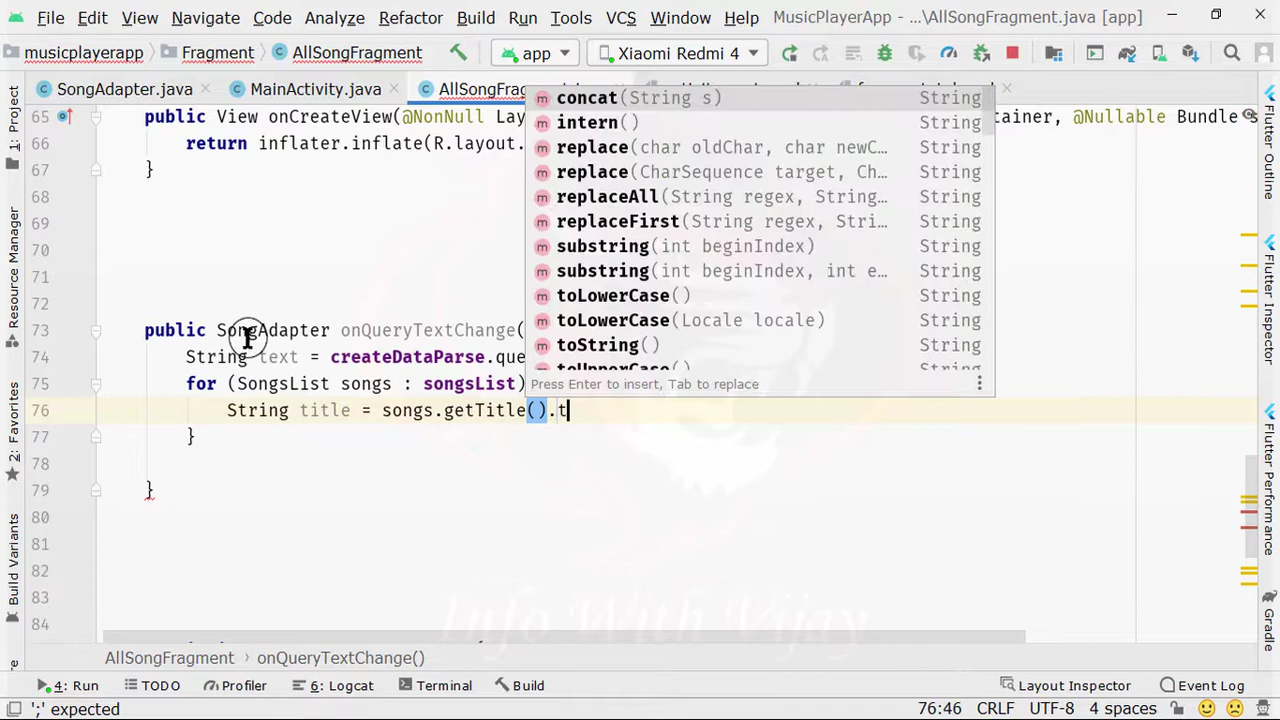 File Edit View Navigate Code Analyze Refactor Build Run Tools VCS Window Help MusicPlayerApp - ...\AllSongFragment.java [app]
musicplayerapp Fragment AllSongFragment app Xiaomi Redmi 4
SongAdapter.java MainActivity.java AllSongFrag
65 public View onCreateView(@NonNull Lay tainer, @Nullable Bundle s
66 return inflater.inflate(R.layout.
67 }
68
70
71
72
73 public SongAdapter onQueryTextChange(
74 String text = createDataParse.que
75 for (SongsList songs : songsList)
76 String title = songs.getTitle().t
77 }
78
79 }
80
81
82
83
84
concat(String s) String
intern() String
replace(char oldChar, char newC… String
replace(CharSequence target, Ch… String
replaceAll(String regex, String… String
replaceFirst(String regex, Stri… String
substring(int beginIndex) String
substring(int beginIndex, int e… String
toLowerCase() String
toLowerCase(Locale locale) String
toString() String
toUpperCase() String
Press Enter to insert, Tab to replace
1: Project
Resource Manager
2: Favorites
Build Variants
Flutter Outline
Flutter Inspector
Flutter Performance
Gradle
Info With Vijay
AllSongFragment onQueryTextChange()
4: Run TODO Profiler 6: Logcat Terminal Build Layout Inspector Event Log
';' expected 76:46 CRLF UTF-8 4 spaces